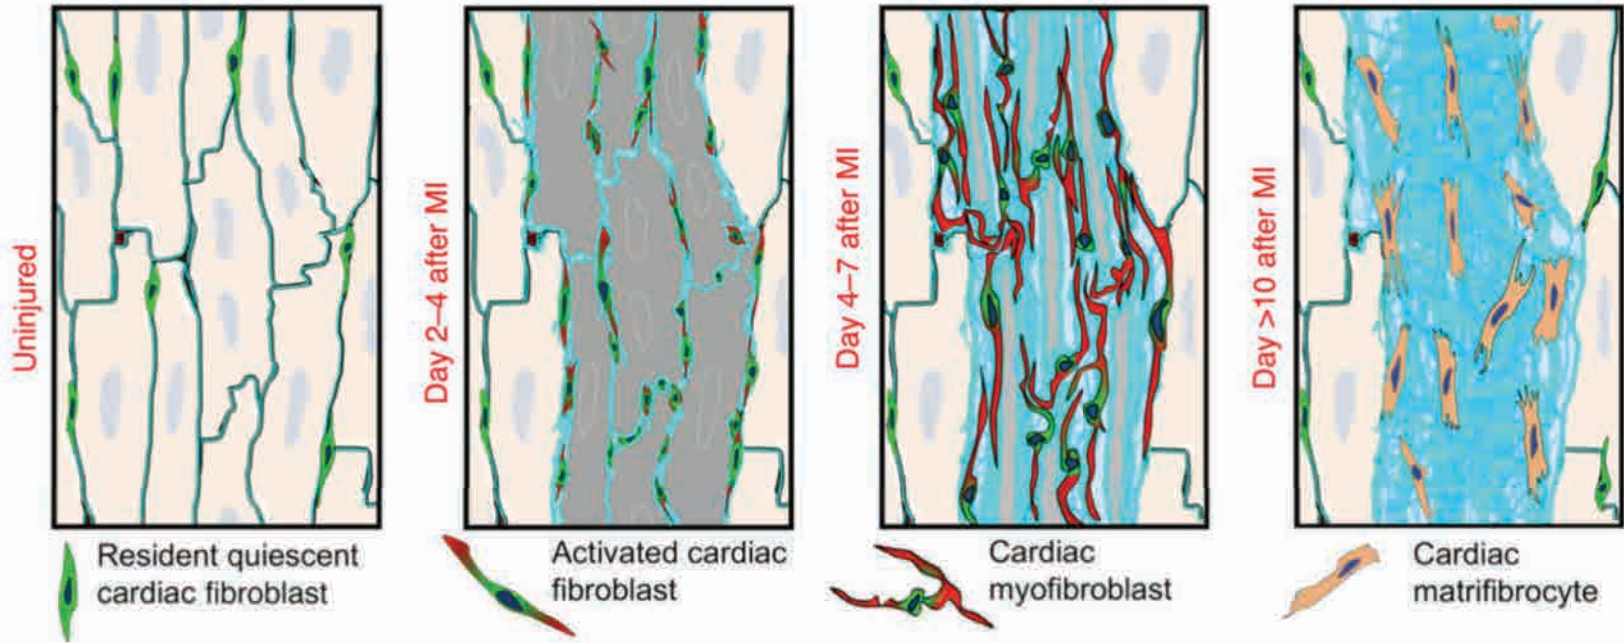 Uninjured
Day 2–4 after MI
Day 4–7 after MI
Day >10 after MI
Resident quiescent
cardiac fibroblast
Activated cardiac
fibroblast
Cardiac
myofibroblast
Cardiac
matrifibrocyte